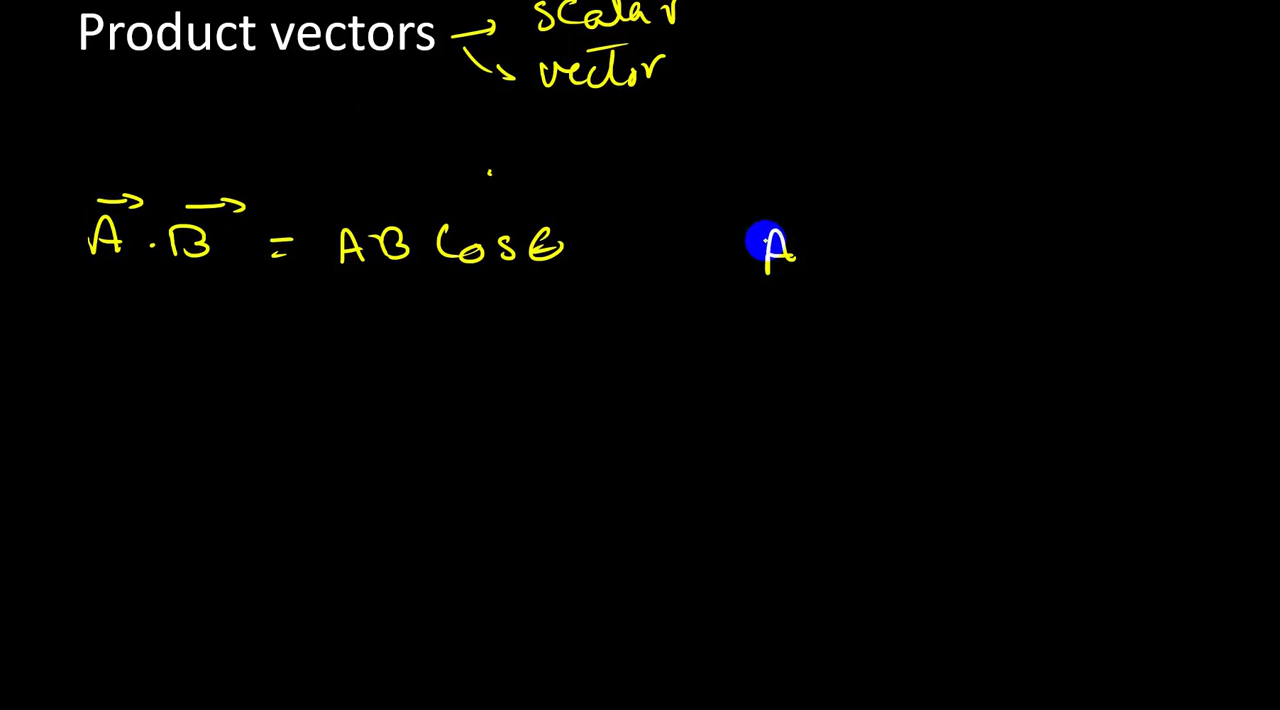 Product vectors → scalar
→ vector
A⃗ · B⃗ = AB Cosθ A